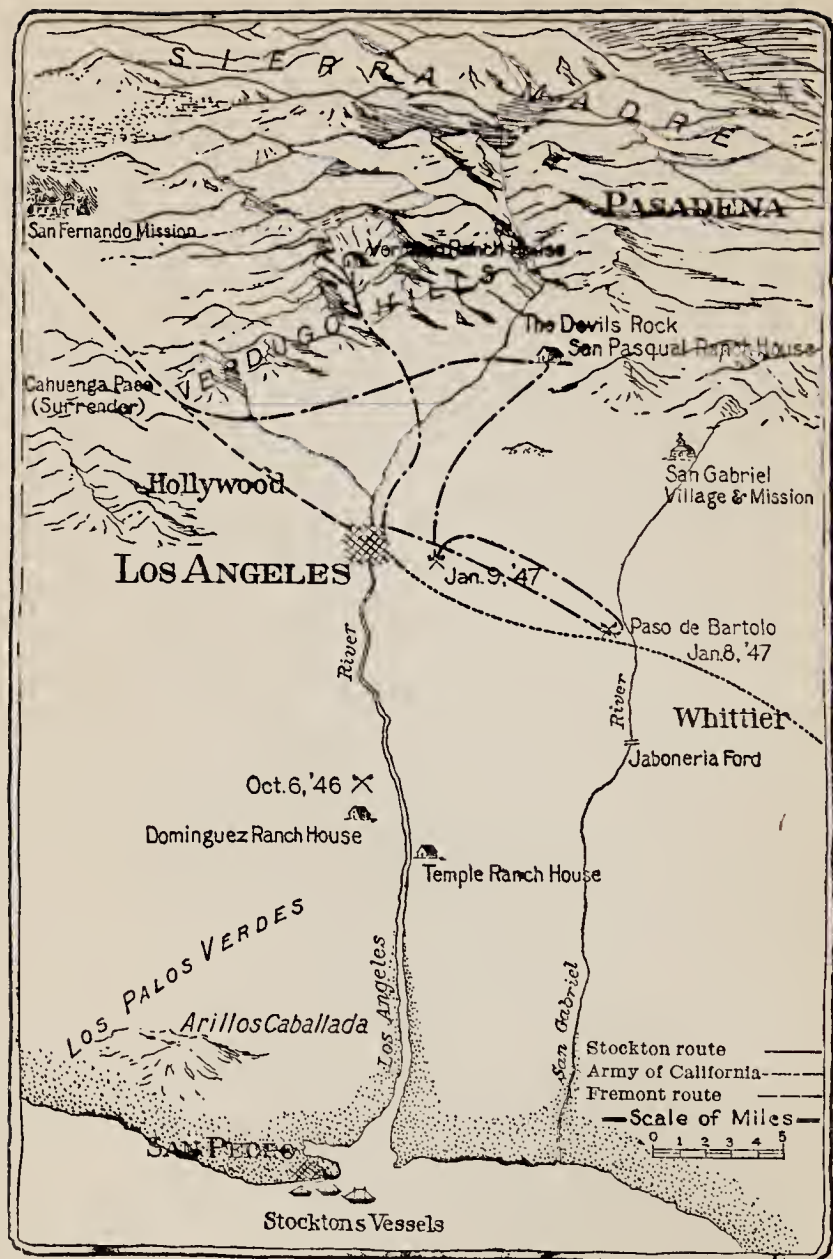 SIERRA MADRE
PASADENA
San Fernando Mission
Ranch House
VERDUGO HILLS
The Devils Rock
San Pasqual Ranch House
Cahuenga Pass
(Surrender)
San Gabriel
Village & Mission
Hollywood
LOS ANGELES
Jan. 9, '47
Paso de Bartolo
Jan. 8, '47
River
River
Whittier
Jaboneria Ford
Oct. 6, '46
Dominguez Ranch House
Temple Ranch House
LOS PALOS VERDES
Arillos Caballada
Los Angeles
San Gabriel
Stockton route
Army of California
Fremont route
Scale of Miles
0 1 2 3 4 5
SAN PEDRO
Stocktons Vessels